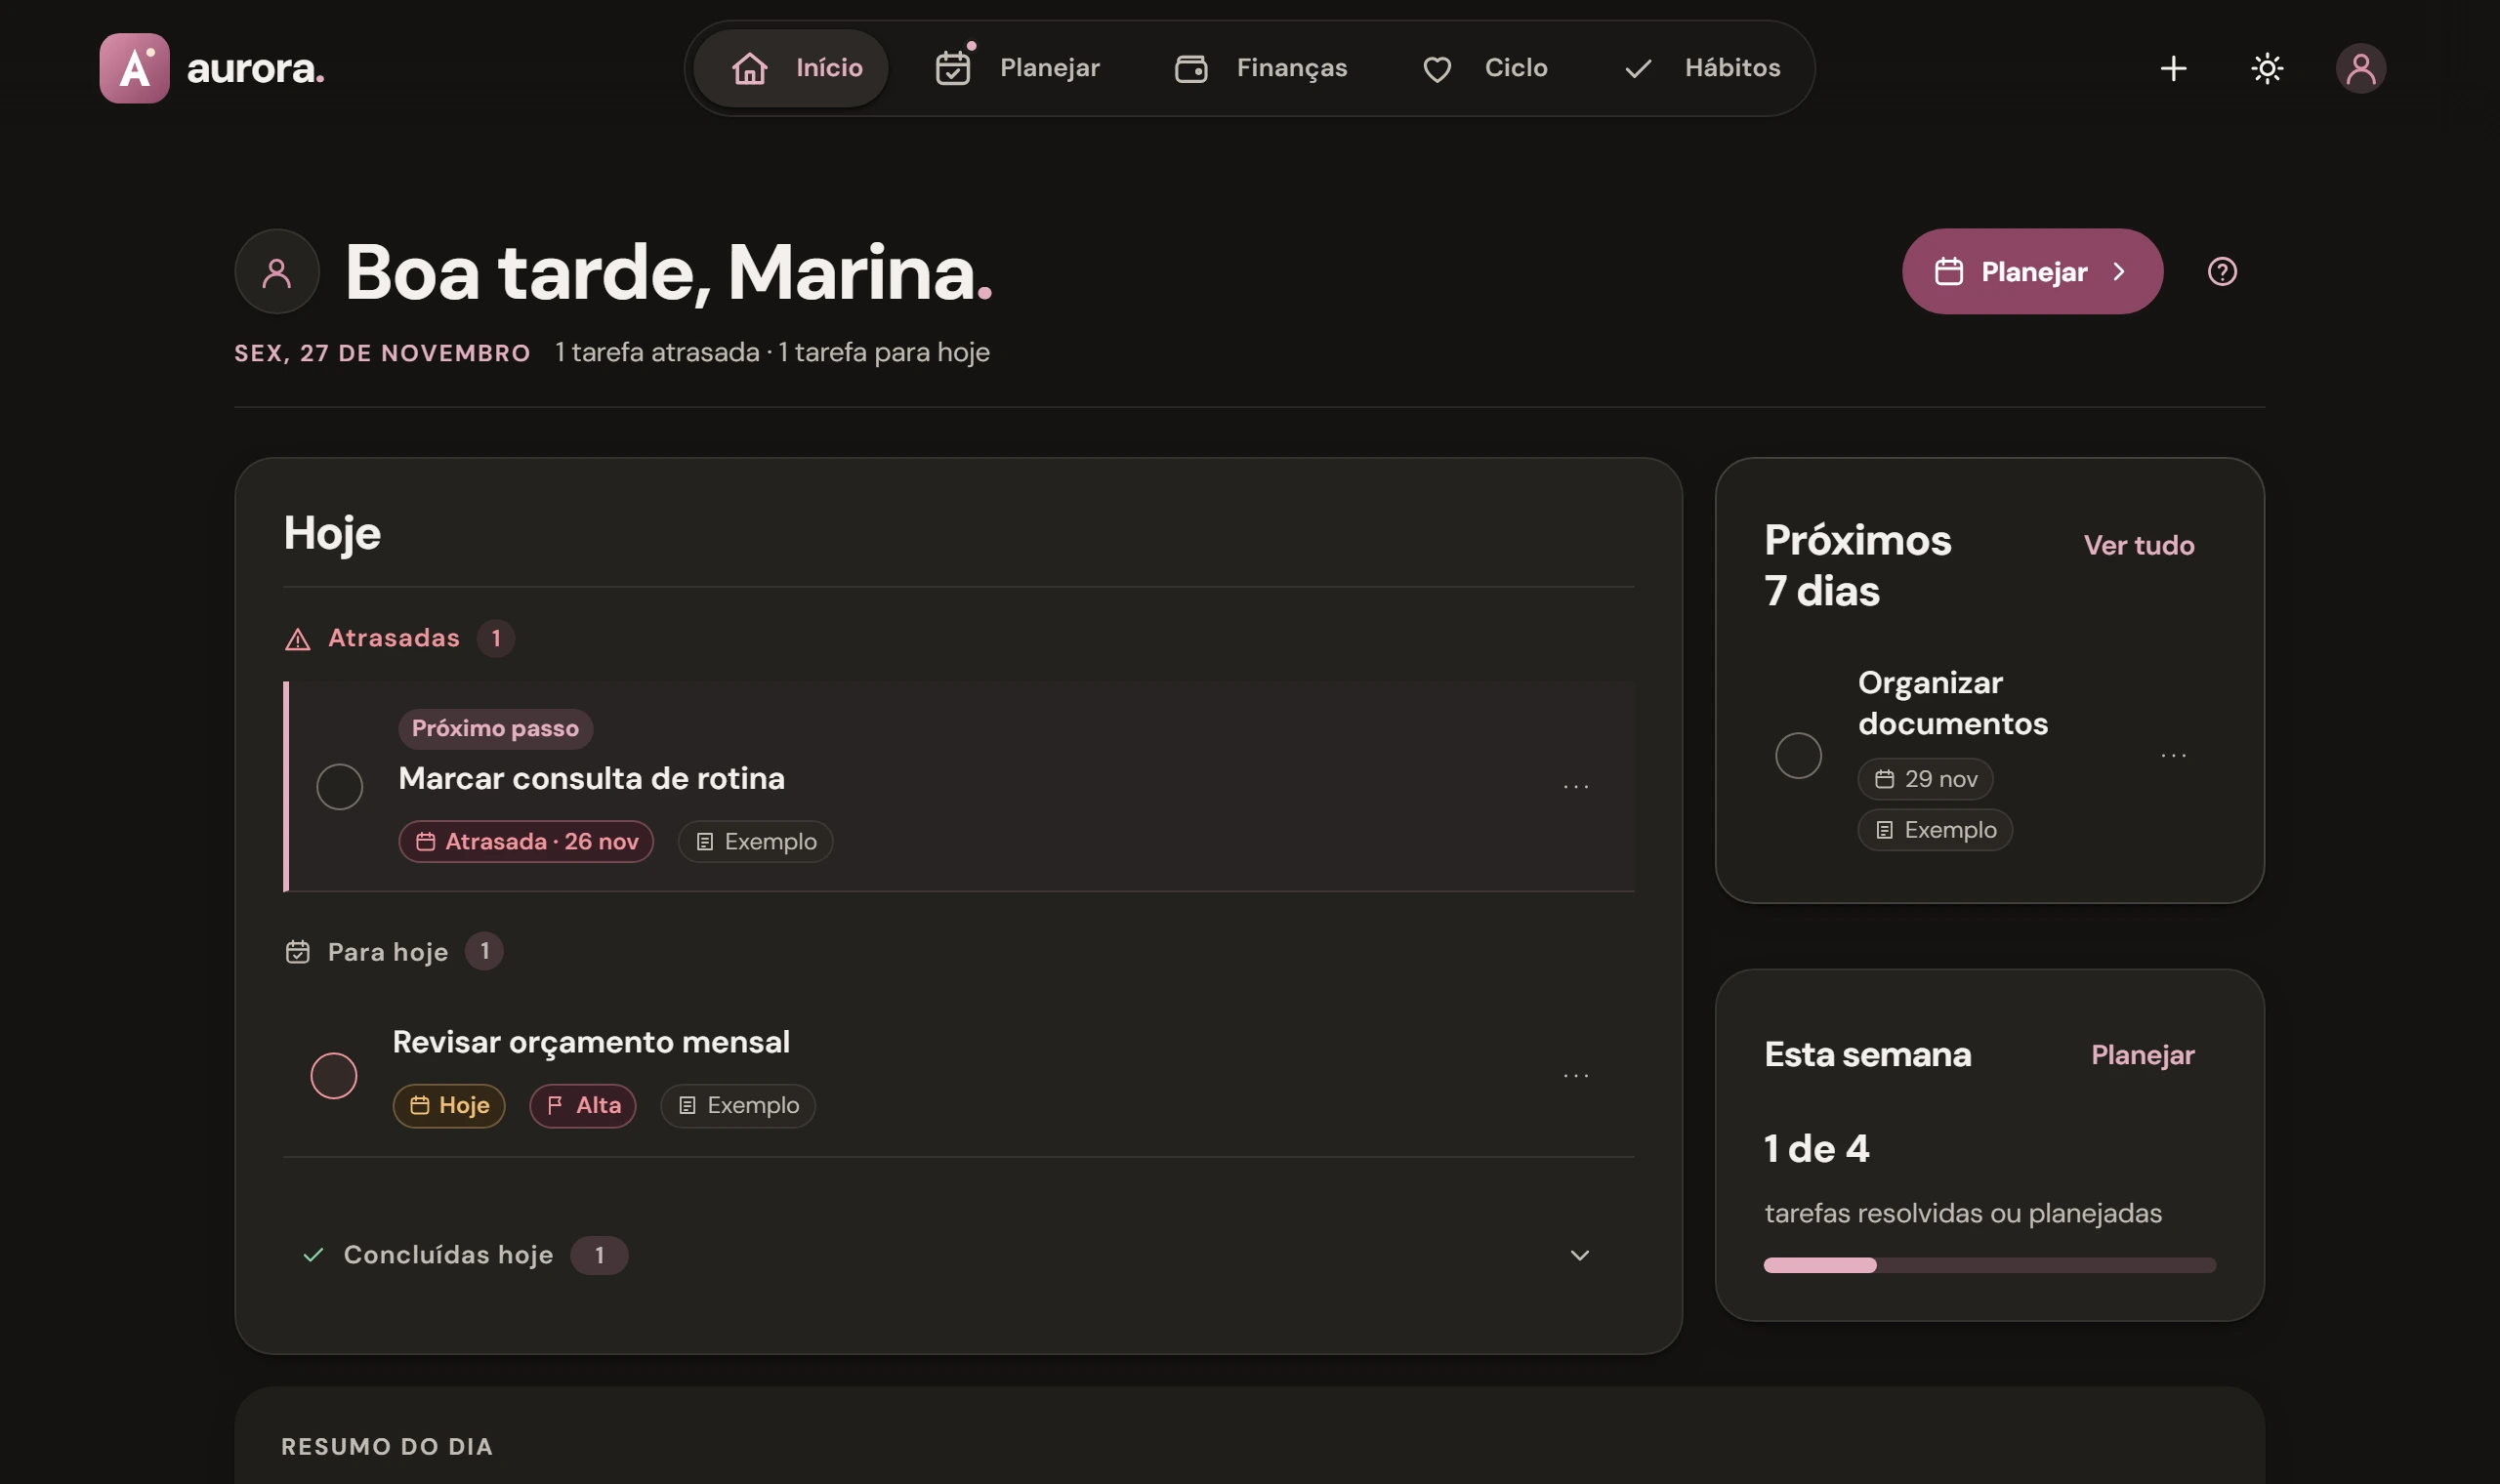 A
aurora.
Início
Planejar
Finanças
Ciclo
Hábitos
Boa tarde, Marina.
Planejar
SEX, 27 DE NOVEMBRO
1 tarefa atrasada · 1 tarefa para hoje
Hoje
Atrasadas 1
Próximo passo
Marcar consulta de rotina
Atrasada · 26 nov
Exemplo
Para hoje 1
Revisar orçamento mensal
Hoje
Alta
Exemplo
Concluídas hoje 1
Próximos
7 dias
Ver tudo
Organizar
documentos
29 nov
Exemplo
Esta semana
Planejar
1 de 4
tarefas resolvidas ou planejadas
RESUMO DO DIA